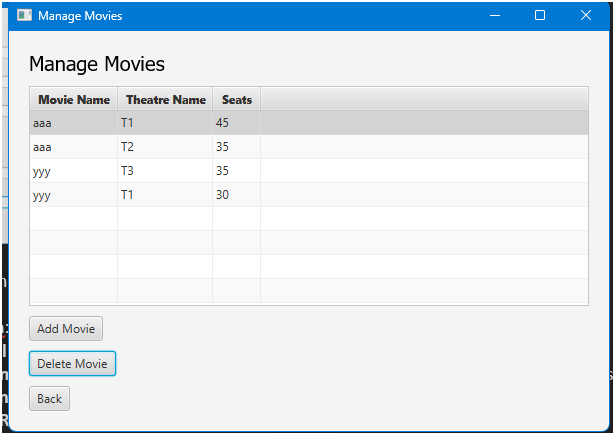 Manage Movies
Manage Movies
Movie Name Theatre Name Seats
aaa T1 45
aaa T2 35
yyy T3 35
yyy T1 30
Add Movie
Delete Movie
Back